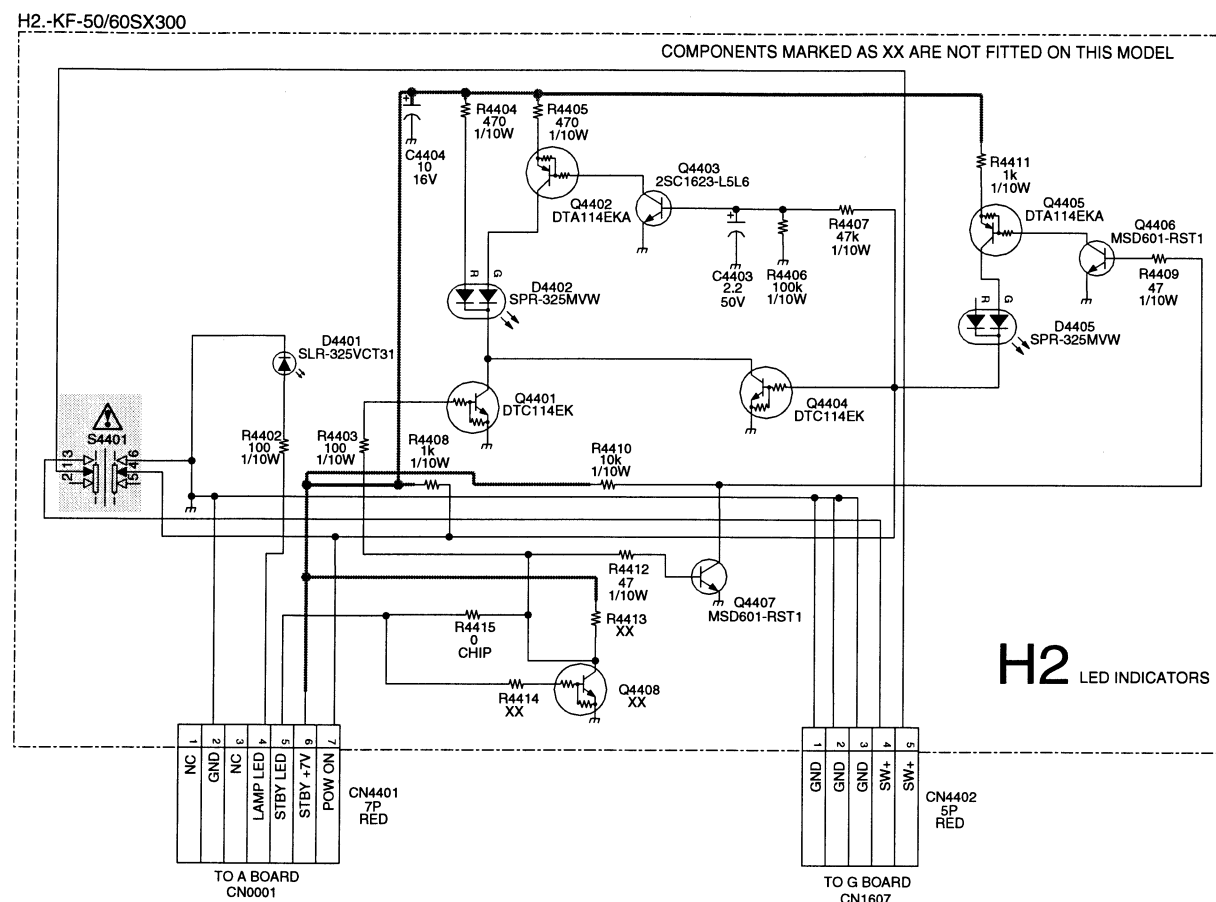 H2.-KF-50/60SX300
COMPONENTS MARKED AS XX ARE NOT FITTED ON THIS MODEL
+
C4404
10
16V
R4404
470
1/10W
R4405
470
1/10W
Q4402
DTA114EKA
Q4403
2SC1623-L5L6
+
C4403
2.2
50V
R4406
100k
1/10W
R4407
47k
1/10W
R4411
1k
1/10W
Q4405
DTA114EKA
Q4406
MSD601-RST1
R4409
47
1/10W
R
G
D4402
SPR-325MVW
R
G
D4405
SPR-325MVW
D4401
SLR-325VCT31
S4401
1 3
2
4 6
5
R4402
100
1/10W
R4403
100
1/10W
Q4401
DTC114EK
R4408
1k
1/10W
Q4404
DTC114EK
R4410
10k
1/10W
R4412
47
1/10W
Q4407
MSD601-RST1
R4413
XX
R4415
0
CHIP
R4414
XX
Q4408
XX
H2 LED INDICATORS
1 NC
2 GND
3 NC
4 LAMP LED
5 STBY LED
6 STBY +7V
7 POW ON
CN4401
7P
RED
TO A BOARD
CN0001
1 GND
2 GND
3 GND
4 SW+
5 SW+
CN4402
5P
RED
TO G BOARD
CN1607